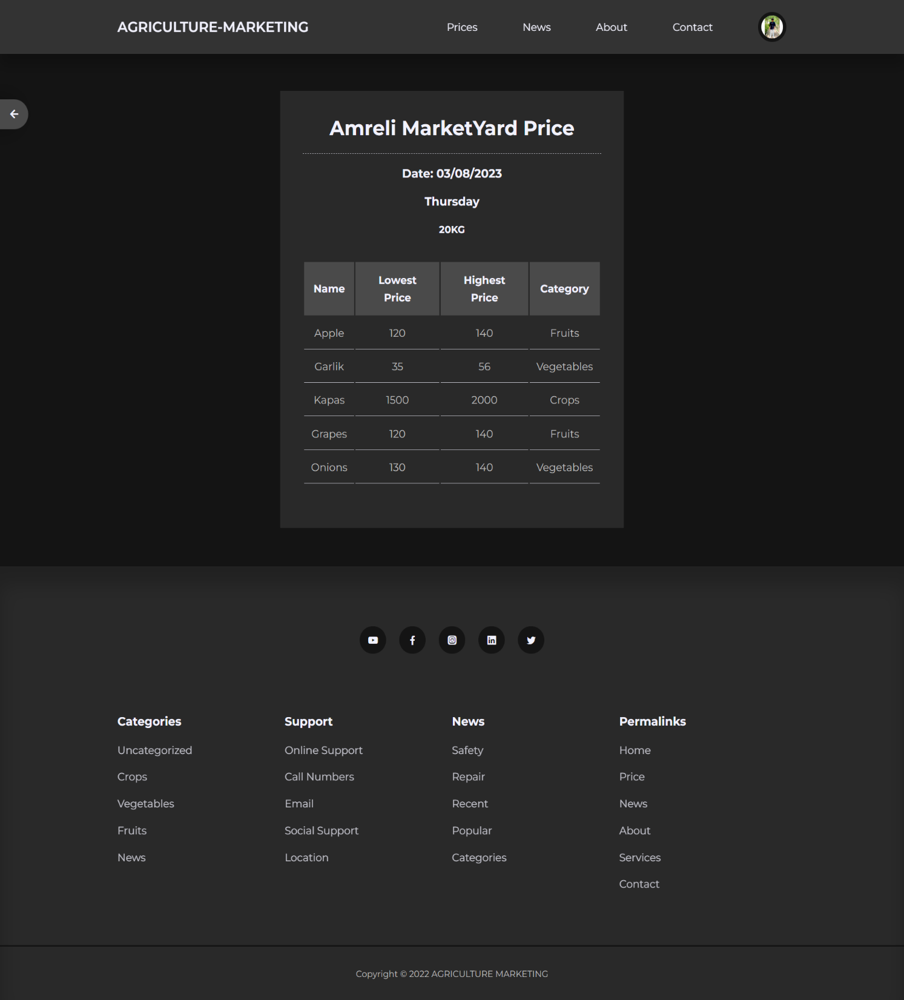 AGRICULTURE-MARKETING
Prices
News
About
Contact
Amreli MarketYard Price
Date: 03/08/2023
Thursday
20KG
Name Lowest Price Highest Price Category
Apple 120 140 Fruits
Garlik 35 56 Vegetables
Kapas 1500 2000 Crops
Grapes 120 140 Fruits
Onions 130 140 Vegetables
Categories
Uncategorized
Crops
Vegetables
Fruits
News
Support
Online Support
Call Numbers
Email
Social Support
Location
News
Safety
Repair
Recent
Popular
Categories
Permalinks
Home
Price
News
About
Services
Contact
Copyright © 2022 AGRICULTURE MARKETING